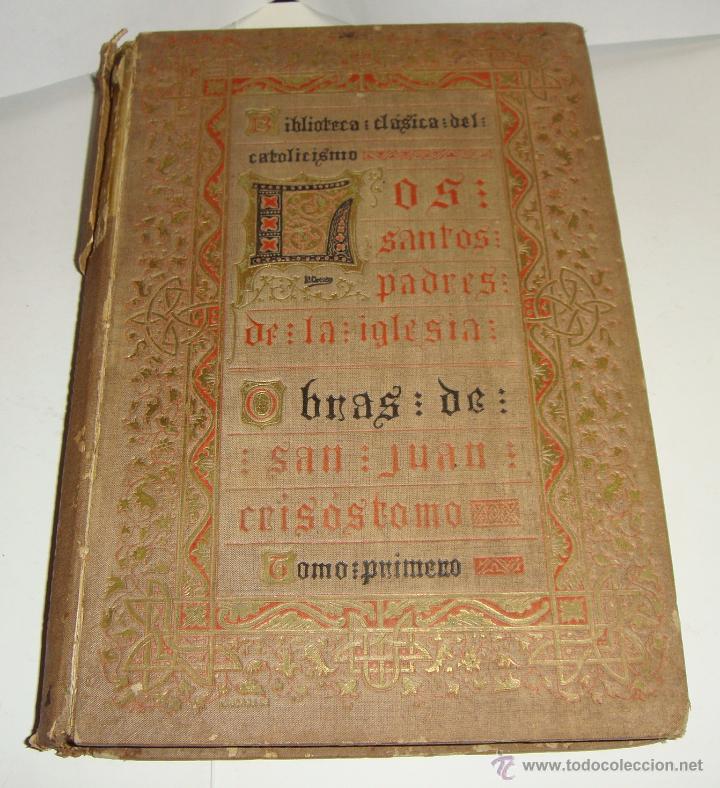 Biblioteca : clásica : del :
catolicismo
Los :
santos :
padres :
de : la : iglesia :
Obras : de :
: san : juan :
crisóstomo
Tomo : primero
www.todocoleccion.net